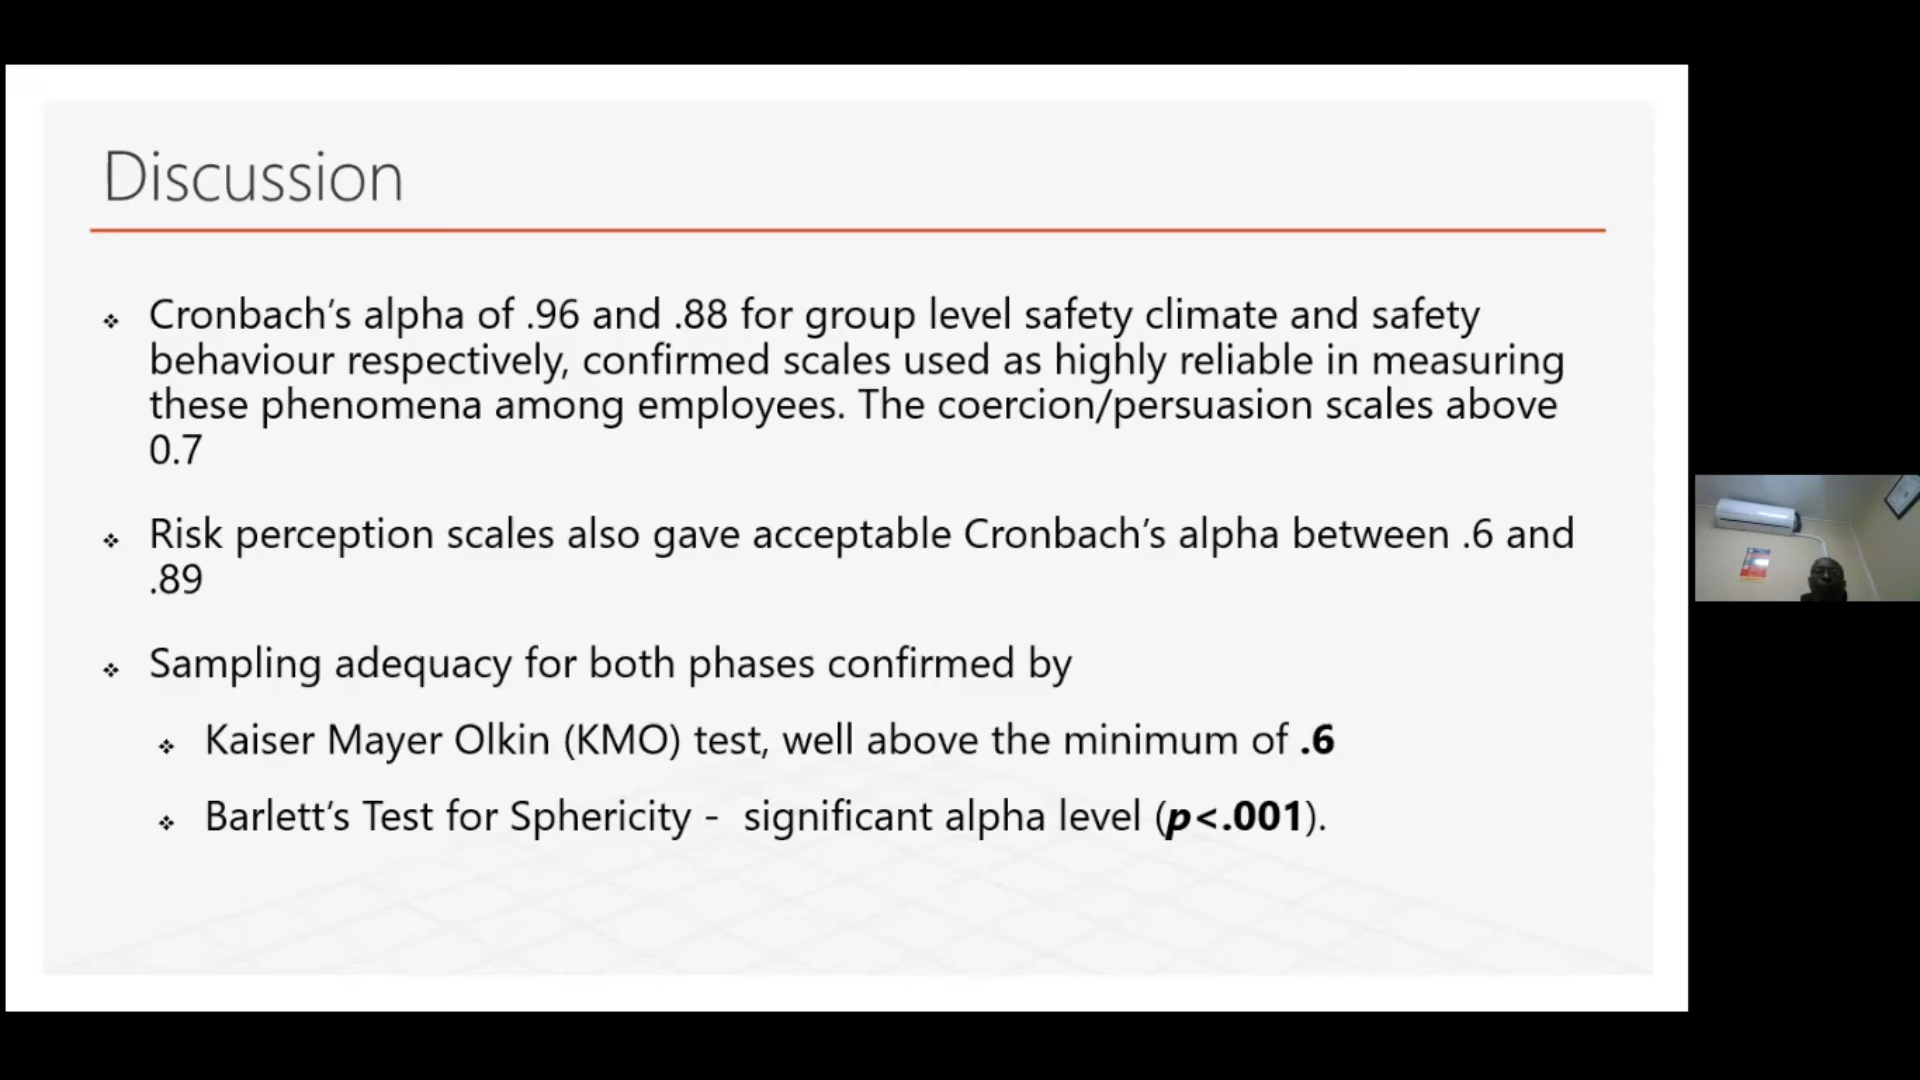 Discussion
❖ Cronbach’s alpha of .96 and .88 for group level safety climate and safety
behaviour respectively, confirmed scales used as highly reliable in measuring
these phenomena among employees. The coercion/persuasion scales above
0.7
❖ Risk perception scales also gave acceptable Cronbach’s alpha between .6 and
.89
❖ Sampling adequacy for both phases confirmed by
❖ Kaiser Mayer Olkin (KMO) test, well above the minimum of .6
❖ Barlett’s Test for Sphericity - significant alpha level (p<.001).